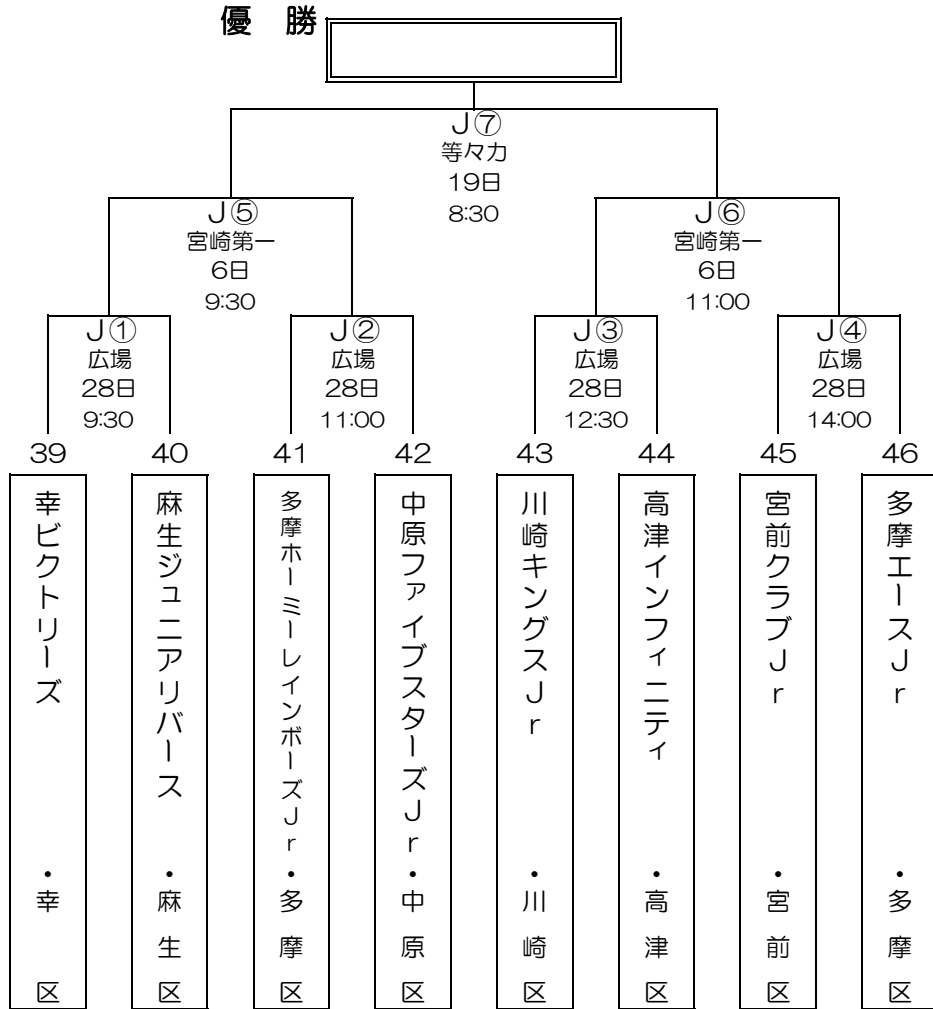 優　勝
J⑦
等々力
19日
8:30
J⑤
宮崎第一
6日
9:30
J⑥
宮崎第一
6日
11:00
J①
広場
28日
9:30
J②
広場
28日
11:00
J③
広場
28日
12:30
J④
広場
28日
14:00
39
40
41
42
43
44
45
46
幸ビクトリーズ・幸区
麻生ジュニアリバース・麻生区
多摩ホーミーレインボーズJr・多摩区
中原ファイブスターズJr・中原区
川崎キングスJr・川崎区
高津インフィニティ・高津区
宮前クラブJr・宮前区
多摩エースJr・多摩区